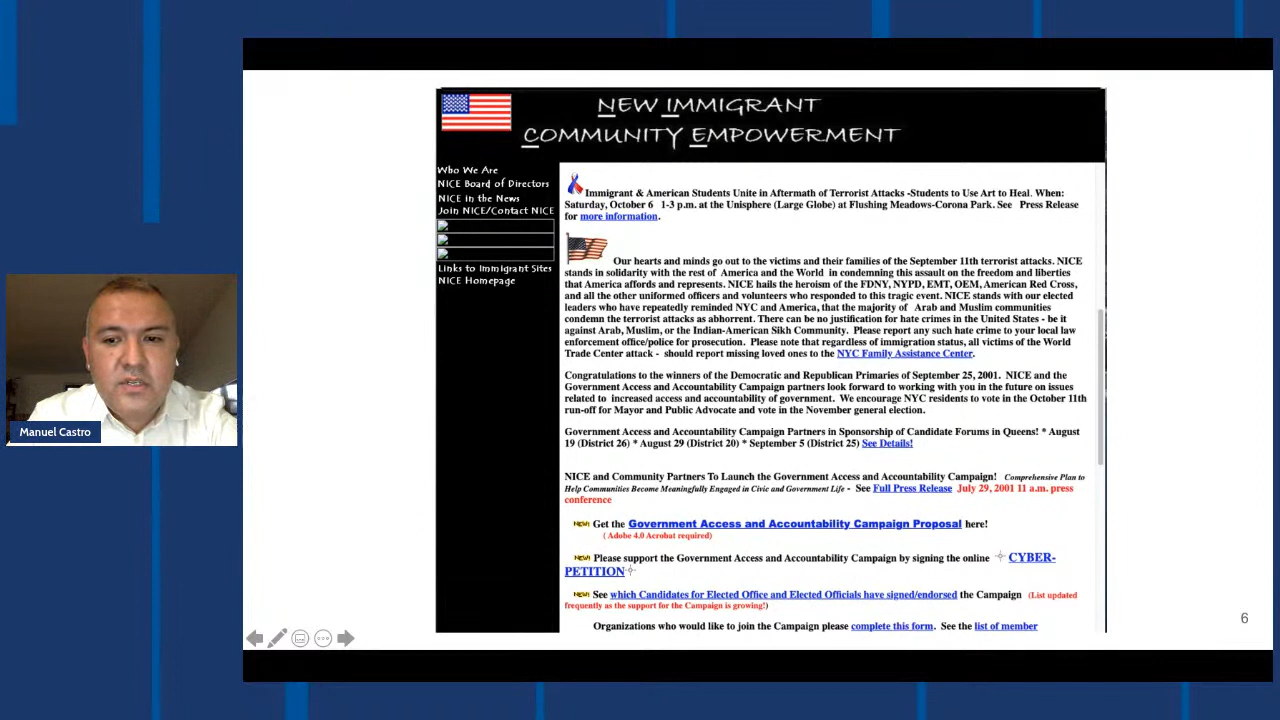 NEW IMMIGRANT
COMMUNITY EMPOWERMENT
Who We Are
NICE Board of Directors
NICE in the News
Join NICE/Contact NICE
Links to Immigrant Sites
NICE Homepage
Immigrant & American Students Unite in Aftermath of Terrorist Attacks -Students to Use Art to Heal. When:
Saturday, October 6 1-3 p.m. at the Unisphere (Large Globe) at Flushing Meadows-Corona Park. See Press Release
for more information.
Our hearts and minds go out to the victims and their families of the September 11th terrorist attacks. NICE
stands in solidarity with the rest of America and the World in condemning this assault on the freedom and liberties
that America affords and represents. NICE hails the heroism of the FDNY, NYPD, EMT, OEM, American Red Cross,
and all the other uniformed officers and volunteers who responded to this tragic event. NICE stands with our elected
leaders who have repeatedly reminded NYC and America, that the majority of Arab and Muslim communities
condemn the terrorist attacks as abhorrent. There can be no justification for hate crimes in the United States - be it
against Arab, Muslim, or the Indian-American Sikh Community. Please report any such hate crime to your local law
enforcement office/police for prosecution. Please note that regardless of immigration status, all victims of the World
Trade Center attack - should report missing loved ones to the NYC Family Assistance Center.
Congratulations to the winners of the Democratic and Republican Primaries of September 25, 2001. NICE and the
Government Access and Accountability Campaign partners look forward to working with you in the future on issues
related to increased access and accountability of government. We encourage NYC residents to vote in the October 11th
run-off for Mayor and Public Advocate and vote in the November general election.
Government Access and Accountability Campaign Partners in Sponsorship of Candidate Forums in Queens! * August
19 (District 26) * August 29 (District 20) * September 5 (District 25) See Details!
NICE and Community Partners To Launch the Government Access and Accountability Campaign! Comprehensive Plan to
Help Communities Become Meaningfully Engaged in Civic and Government Life - See Full Press Release July 29, 2001 11 a.m. press
conference
NEW! Get the Government Access and Accountability Campaign Proposal here!
( Adobe 4.0 Acrobat required)
NEW! Please support the Government Access and Accountability Campaign by signing the online CYBER-
PETITION
NEW! See which Candidates for Elected Office and Elected Officials have signed/endorsed the Campaign (List updated
frequently as the support for the Campaign is growing!)
Organizations who would like to join the Campaign please complete this form. See the list of member
Manuel Castro
6